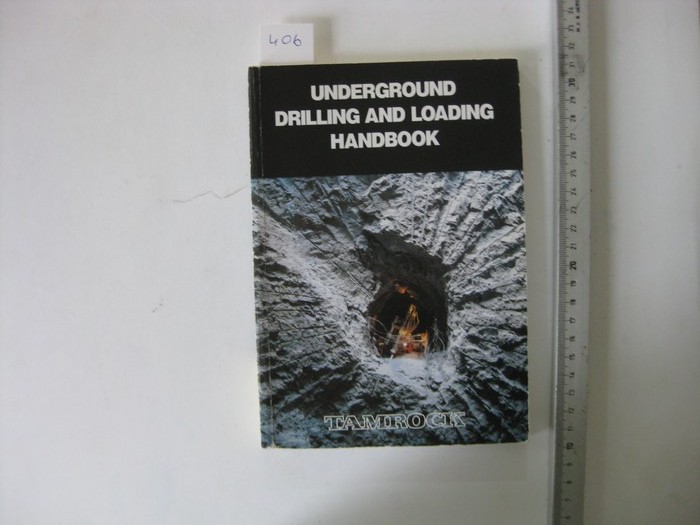 406
UNDERGROUND
DRILLING AND LOADING
HANDBOOK
TAMROCK